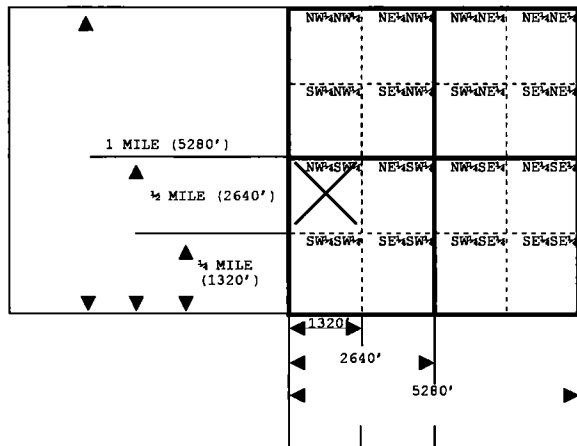 NW¼NW¼ NE¼NW¼ NW¼NE¼ NE¼NE¼
SW¼NW¼ SE¼NW¼ SW¼NE¼ SE¼NE¼
1 MILE (5280')
NW¼SW¼ NE¼SW¼ NW¼SE¼ NE¼SE¼
½ MILE (2640')
SW¼SW¼ SE¼SW¼ SW¼SE¼ SE¼SE¼
¼ MILE
(1320')
1320'
2640'
5280'